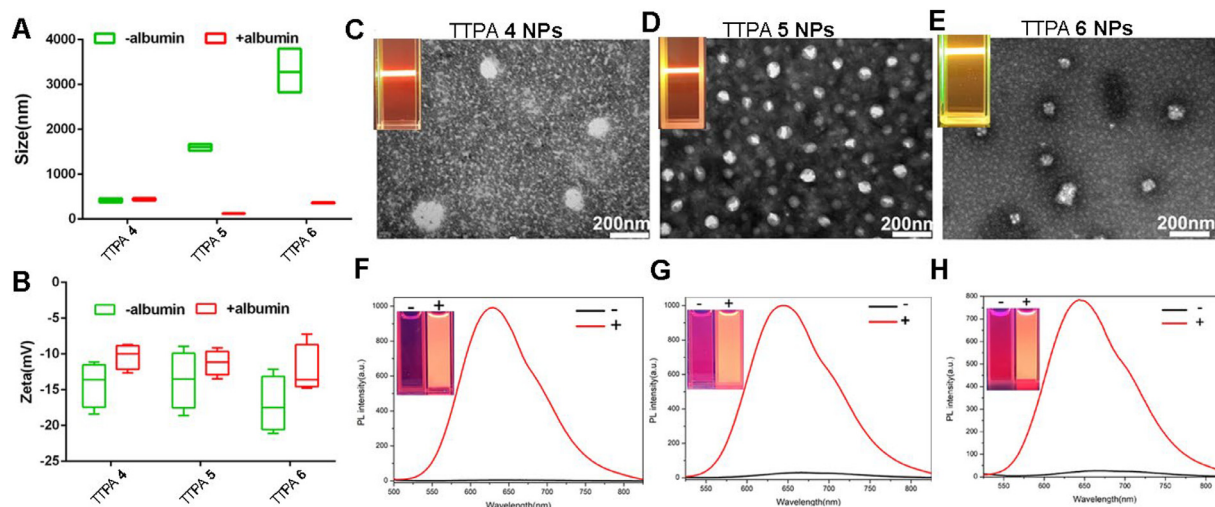 A
-albumin
+albumin
Size(nm)
4000
3000
2000
1000
0
TTPA 4
TTPA 5
TTPA 6
C
TTPA 4 NPs
200nm
D
TTPA 5 NPs
200nm
E
TTPA 6 NPs
200nm
B
-albumin
+albumin
Zeta(mV)
0
-5
-10
-15
-20
-25
TTPA 4
TTPA 5
TTPA 6
F
PL intensity(a.u.)
1000
800
600
400
200
0
- +
-
+
500 550 600 650 700 750 800
Wavelength(nm)
G
PL intensity(a.u.)
1000
800
600
400
200
0
- +
-
+
550 600 650 700 750 800
Wavelength(nm)
H
PL intensity(a.u.)
800
700
600
500
400
300
200
100
0
- +
-
+
550 600 650 700 750 800
Wavelength(nm)